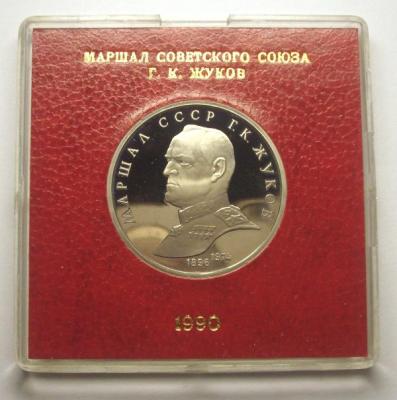 МАРШАЛ СОВЕТСКОГО СОЮЗА
Г. К. ЖУКОВ
МАРШАЛ СССР Г.К. ЖУКОВ
1896 1974
1990